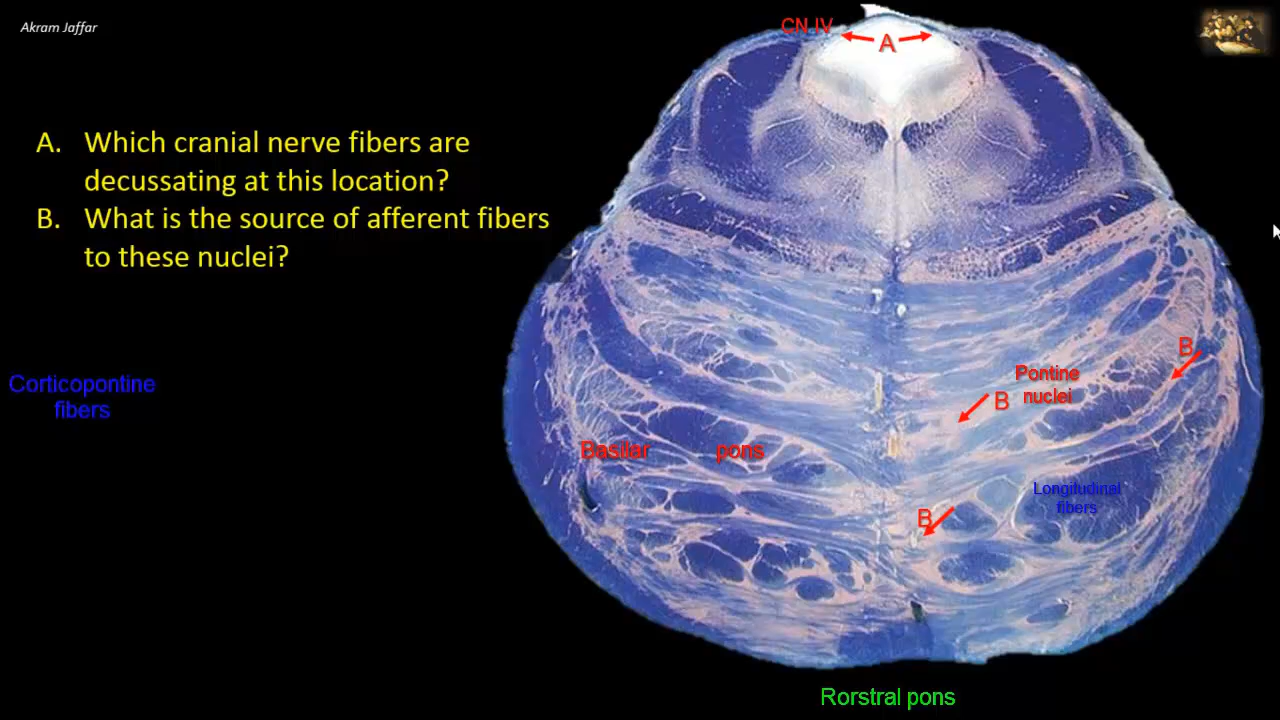 Akram Jaffar
CN IV
A
A. Which cranial nerve fibers are
decussating at this location?
B. What is the source of afferent fibers
to these nuclei?
Corticopontine
fibers
B
Pontine
nuclei
B
Basilar pons
Longitudinal
fibers
B
Rorstral pons